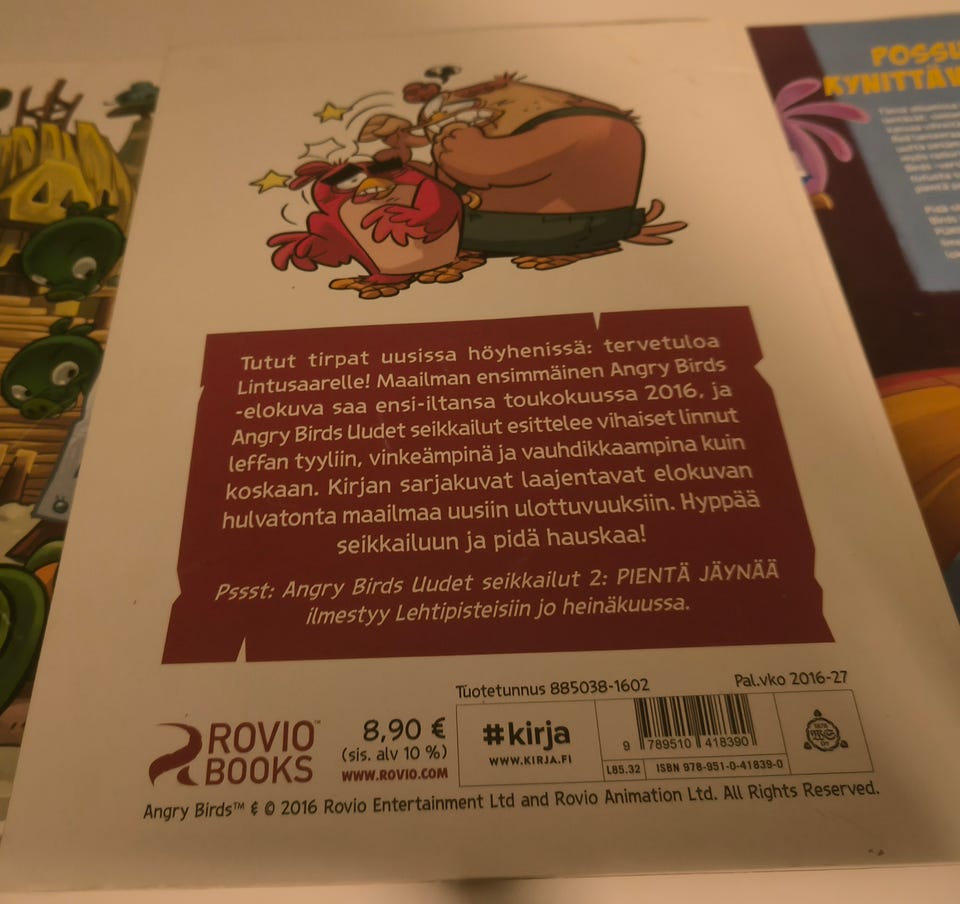 Tutut tirpat uusissa höyhenissä: tervetuloa
Lintusaarelle! Maailman ensimmäinen Angry Birds
-elokuva saa ensi-iltansa toukokuussa 2016, ja
Angry Birds Uudet seikkailut esittelee vihaiset linnut
leffan tyyliin, vinkeämpinä ja vauhdikkaampina kuin
koskaan. Kirjan sarjakuvat laajentavat elokuvan
hulvatonta maailmaa uusiin ulottuvuuksiin. Hyppää
seikkailuun ja pidä hauskaa!
Pssst: Angry Birds Uudet seikkailut 2: PIENTÄ JÄYNÄÄ
ilmestyy Lehtipisteisiin jo heinäkuussa.
Tuotetunnus 885038-1602
Pal.vko 2016-27
ROVIO™
BOOKS
8,90 €
(sis. alv 10 %)
WWW.ROVIO.COM
#kirja
WWW.KIRJA.FI
9 789510 418390
L85.32
ISBN 978-951-0-41839-0
Angry Birds™ & © 2016 Rovio Entertainment Ltd and Rovio Animation Ltd. All Rights Reserved.